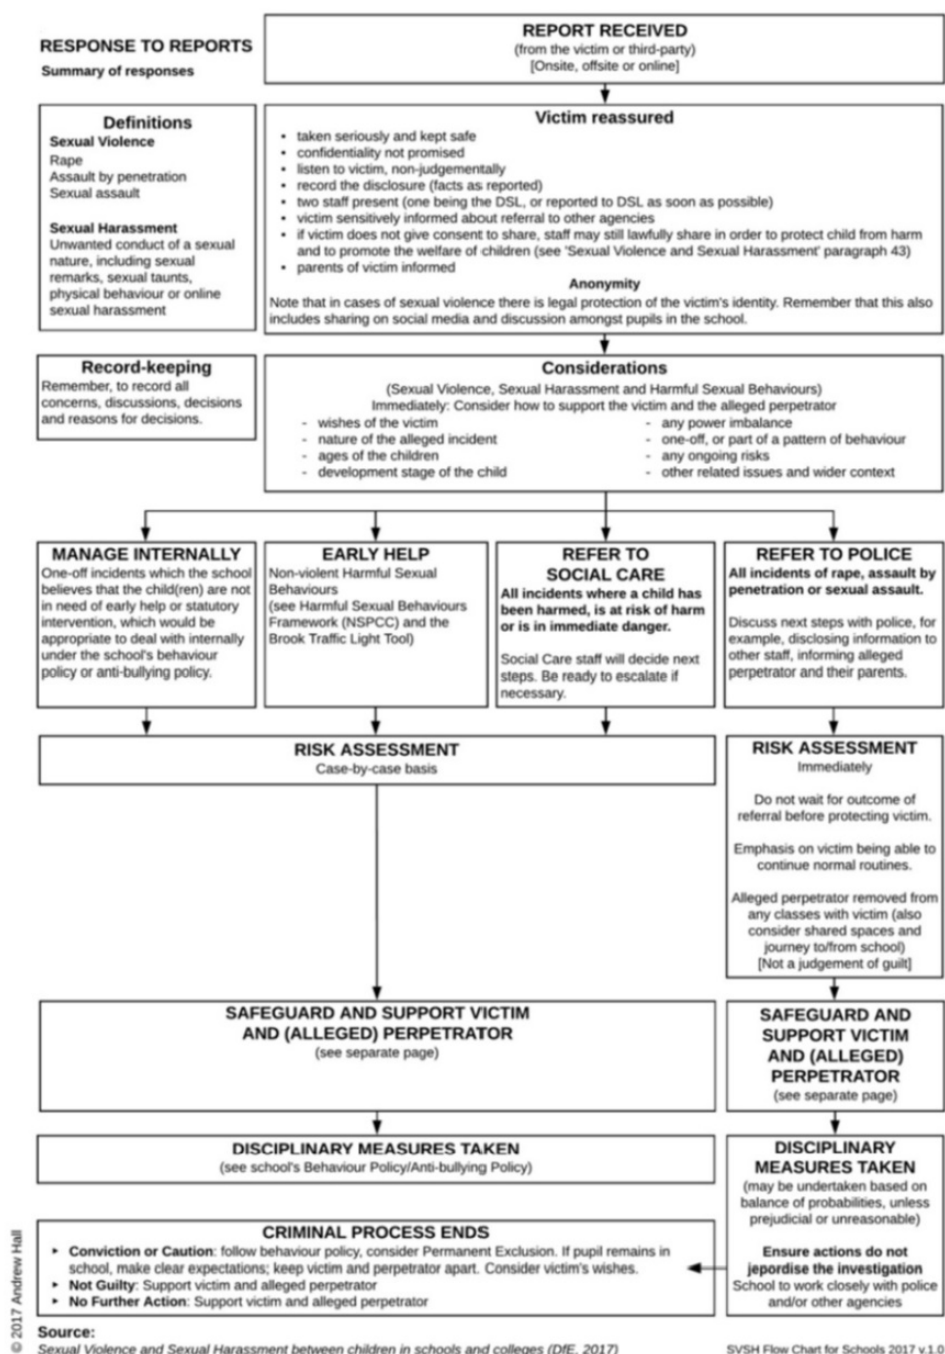 RESPONSE TO REPORTS
Summary of responses
REPORT RECEIVED
(from the victim or third-party)
[Onsite, offsite or online]
Definitions
Sexual Violence
Rape
Assault by penetration
Sexual assault
Sexual Harassment
Unwanted conduct of a sexual
nature, including sexual
remarks, sexual taunts,
physical behaviour or online
sexual harassment
Victim reassured
• taken seriously and kept safe
• confidentiality not promised
• listen to victim, non-judgementally
• record the disclosure (facts as reported)
• two staff present (one being the DSL, or reported to DSL as soon as possible)
• victim sensitively informed about referral to other agencies
• if victim does not give consent to share, staff may still lawfully share in order to protect child from harm
and to promote the welfare of children (see 'Sexual Violence and Sexual Harassment' paragraph 43)
• parents of victim informed
Anonymity
Note that in cases of sexual violence there is legal protection of the victim's identity. Remember that this also
includes sharing on social media and discussion amongst pupils in the school.
Record-keeping
Remember, to record all
concerns, discussions, decisions
and reasons for decisions.
Considerations
(Sexual Violence, Sexual Harassment and Harmful Sexual Behaviours)
Immediately: Consider how to support the victim and the alleged perpetrator
- wishes of the victim
- nature of the alleged incident
- ages of the children
- development stage of the child
- any power imbalance
- one-off, or part of a pattern of behaviour
- any ongoing risks
- other related issues and wider context
MANAGE INTERNALLY
One-off incidents which the school
believes that the child(ren) are not
in need of early help or statutory
intervention, which would be
appropriate to deal with internally
under the school's behaviour
policy or anti-bullying policy.
EARLY HELP
Non-violent Harmful Sexual
Behaviours
(see Harmful Sexual Behaviours
Framework (NSPCC) and the
Brook Traffic Light Tool)
REFER TO
SOCIAL CARE
All incidents where a child has
been harmed, is at risk of harm
or is in immediate danger.
Social Care staff will decide next
steps. Be ready to escalate if
necessary.
REFER TO POLICE
All incidents of rape, assault by
penetration or sexual assault.
Discuss next steps with police, for
example, disclosing information to
other staff, informing alleged
perpetrator and their parents.
RISK ASSESSMENT
Case-by-case basis
RISK ASSESSMENT
Immediately
Do not wait for outcome of
referral before protecting victim.
Emphasis on victim being able to
continue normal routines.
Alleged perpetrator removed from
any classes with victim (also
consider shared spaces and
journey to/from school)
[Not a judgement of guilt]
SAFEGUARD AND SUPPORT VICTIM
AND (ALLEGED) PERPETRATOR
(see separate page)
SAFEGUARD AND
SUPPORT VICTIM
AND (ALLEGED)
PERPETRATOR
(see separate page)
DISCIPLINARY MEASURES TAKEN
(see school's Behaviour Policy/Anti-bullying Policy)
DISCIPLINARY
MEASURES TAKEN
(may be undertaken based on
balance of probabilities, unless
prejudicial or unreasonable)
Ensure actions do not
jepordise the investigation
School to work closely with police
and/or other agencies
CRIMINAL PROCESS ENDS
‣ Conviction or Caution: follow behaviour policy, consider Permanent Exclusion. If pupil remains in
school, make clear expectations; keep victim and perpetrator apart. Consider victim's wishes.
‣ Not Guilty: Support victim and alleged perpetrator
‣ No Further Action: Support victim and alleged perpetrator
© 2017 Andrew Hall
Source:
Sexual Violence and Sexual Harassment between children in schools and colleges (DfE, 2017)
SVSH Flow Chart for Schools 2017 v.1.0